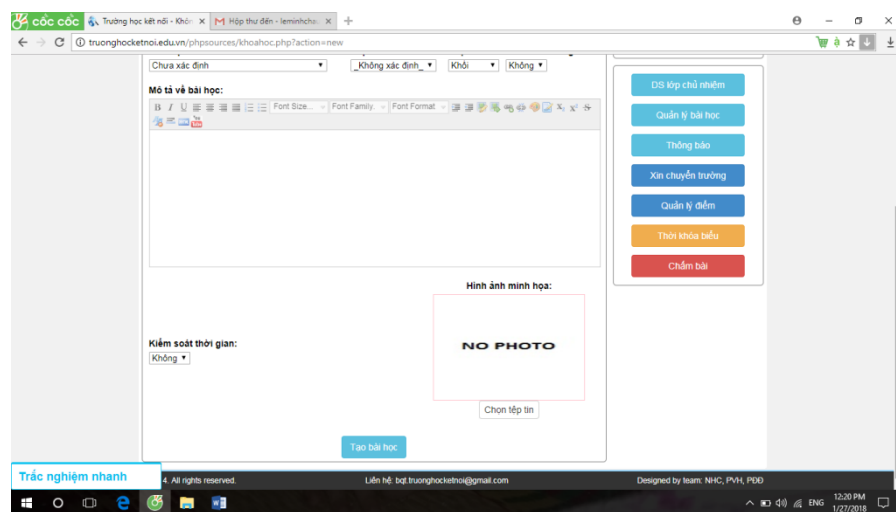 cốc cốc
Trường học kết nối - Khôn
Hộp thư đến - leminhchau
truonghocketnoi.edu.vn/phpsources/khoahoc.php?action=new
Chưa xác định
_Không xác định_
Khối
Không
Mô tả về bài học:
B I U Font Size... Font Family. Font Format
DS lớp chủ nhiệm
Quản lý bài học
Thông báo
Xin chuyển trường
Quản lý điểm
Thời khóa biểu
Chấm bài
Hình ảnh minh họa:
NO PHOTO
Kiểm soát thời gian:
Không
Chọn tệp tin
Tạo bài học
Trắc nghiệm nhanh
4. All rights reserved.
Liên hệ: bqt.truonghocketnoi@gmail.com
Designed by team: NHC, PVH, PĐĐ
ENG
12:20 PM
1/27/2018